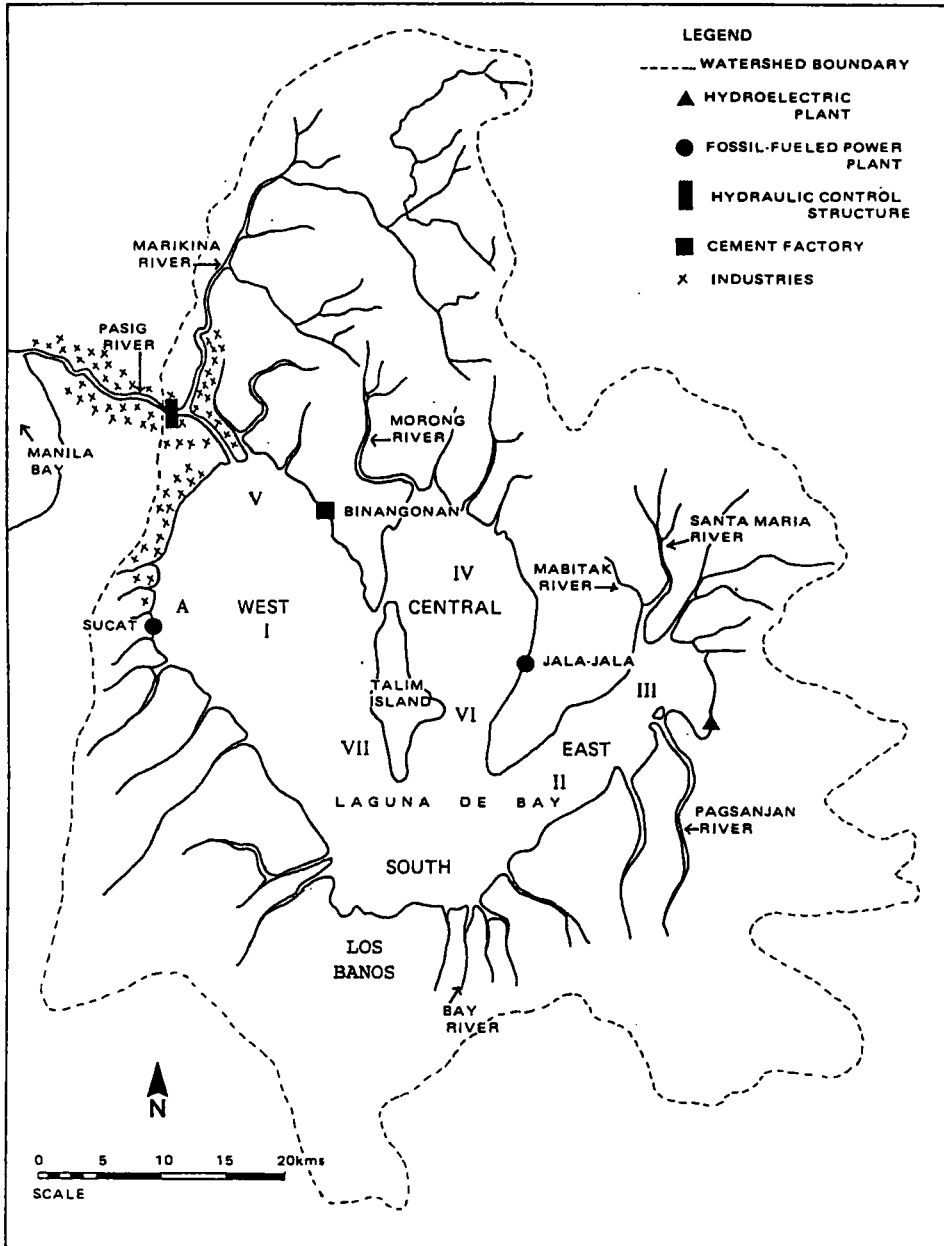 LEGEND
WATERSHED BOUNDARY
HYDROELECTRIC
PLANT
FOSSIL-FUELED POWER
PLANT
HYDRAULIC CONTROL
STRUCTURE
CEMENT FACTORY
x INDUSTRIES
MARIKINA
RIVER
PASIG
RIVER
MANILA
BAY
MORONG
RIVER
V
BINANGONAN
SANTA MARIA
RIVER
MABITAK
RIVER
IV
A
WEST
CENTRAL
I
SUCAT
JALA-JALA
TALIM
ISLAND
III
VI
VII
EAST
II
LAGUNA DE BAY
PAGSANJAN
RIVER
SOUTH
LOS
BANOS
BAY
RIVER
N
0 5 10 15 20kms
SCALE